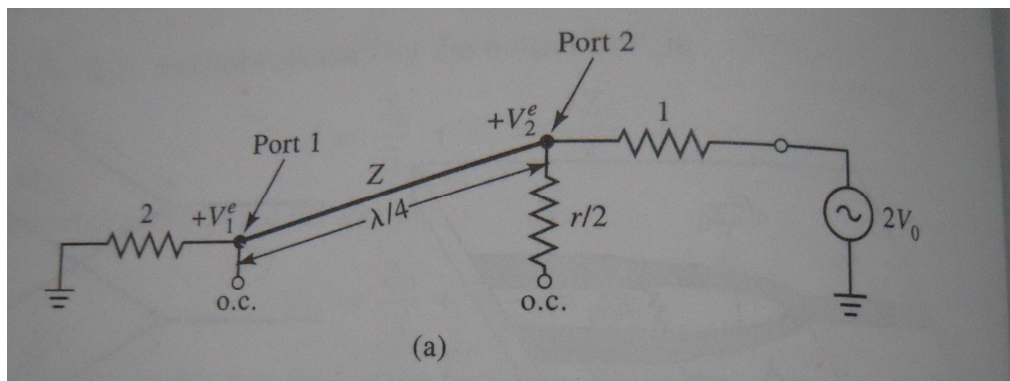 Port 2
+V₂ᵉ
1
Port 1
Z
λ/4
2
+V₁ᵉ
r/2
2V₀
o.c.
o.c.
(a)